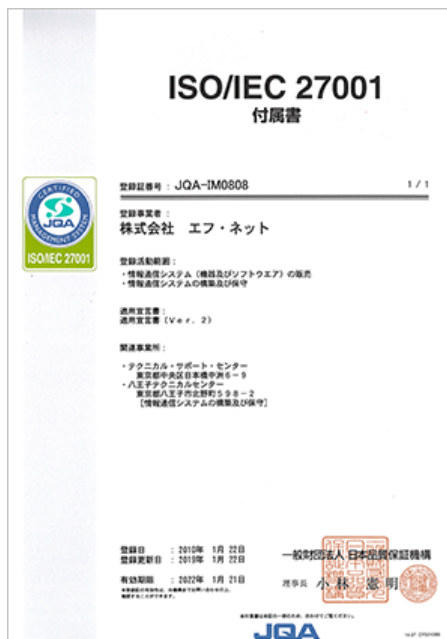 ISO/IEC 27001
付属書
登録証番号 : JQA-IM0808
1 / 1
CERTIFIED
JQA
MANAGEMENT SYSTEM
ISO/IEC 27001
登録事業者 :
株式会社 エフ・ネット
登録活動範囲 :
・情報通信システム（機器及びソフトウエア）の販売
・情報通信システムの構築及び保守
適用宣言書 :
適用宣言書 (Ver. 2)
関連事業所 :
・テクニカル・サポート・センター
東京都中央区日本橋中洲6-9
・八王子テクニカルセンター
東京都八王子市北野町598-2
[情報通信システムの構築及び保守]
登録日 : 2010年 1月 22日
登録更新日 : 2019年 1月 22日
有効期限 : 2022年 1月 21日
一般財団法人 日本品質保証機構
理事長 小林 憲明
JQA